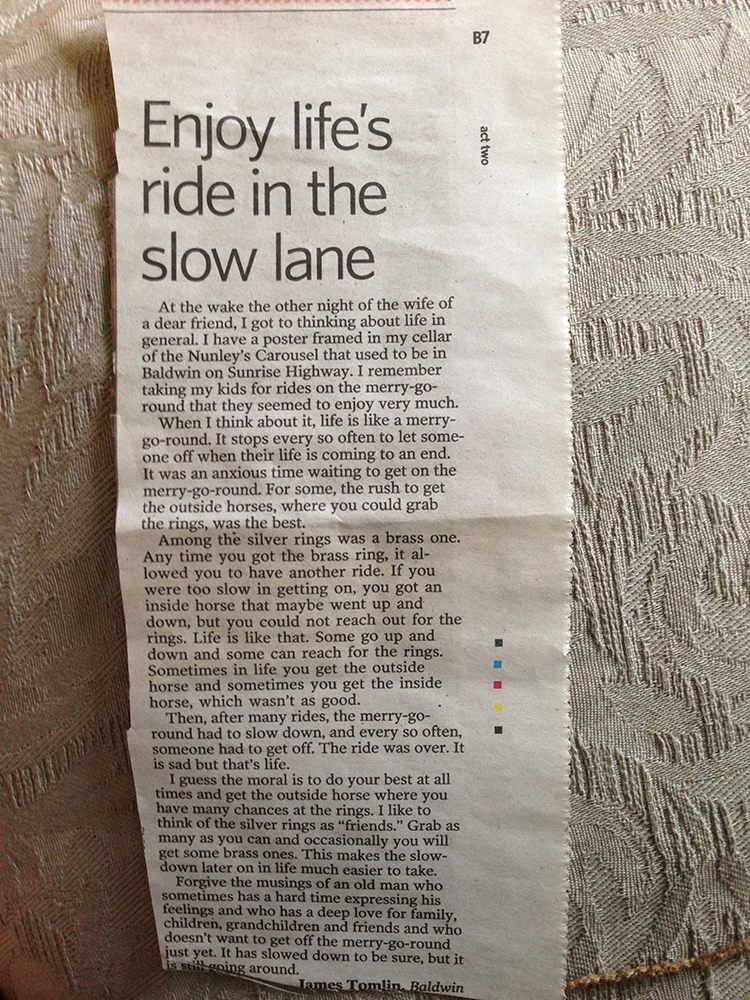 B7
act two
Enjoy life's
ride in the
slow lane
At the wake the other night of the wife of
a dear friend, I got to thinking about life in
general. I have a poster framed in my cellar
of the Nunley's Carousel that used to be in
Baldwin on Sunrise Highway. I remember
taking my kids for rides on the merry-go-
round that they seemed to enjoy very much.
When I think about it, life is like a merry-
go-round. It stops every so often to let some-
one off when their life is coming to an end.
It was an anxious time waiting to get on the
merry-go-round. For some, the rush to get
the outside horses, where you could grab
the rings, was the best.
Among the silver rings was a brass one.
Any time you got the brass ring, it al-
lowed you to have another ride. If you
were too slow in getting on, you got an
inside horse that maybe went up and
down, but you could not reach out for the
rings. Life is like that. Some go up and
down and some can reach for the rings.
Sometimes in life you get the outside
horse and sometimes you get the inside
horse, which wasn't as good.
Then, after many rides, the merry-go-
round had to slow down, and every so often,
someone had to get off. The ride was over. It
is sad but that's life.
I guess the moral is to do your best at all
times and get the outside horse where you
have many chances at the rings. I like to
think of the silver rings as “friends.” Grab as
many as you can and occasionally you will
get some brass ones. This makes the slow-
down later on in life much easier to take.
Forgive the musings of an old man who
sometimes has a hard time expressing his
feelings and who has a deep love for family,
children, grandchildren and friends and who
doesn't want to get off the merry-go-round
just yet. It has slowed down to be sure, but it
is still going around.
James Tomlin, Baldwin